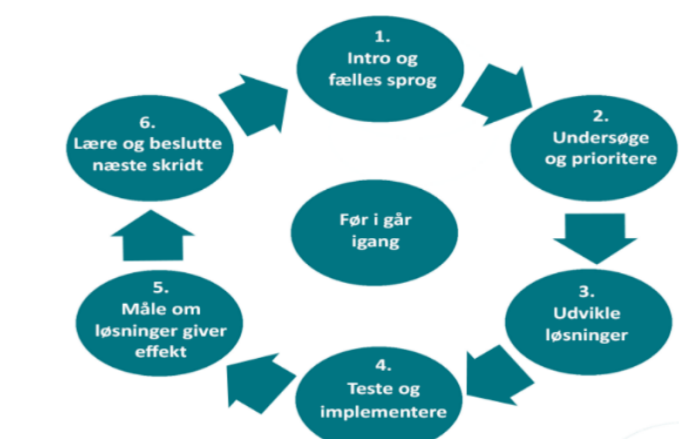 1.
Intro og
fælles sprog
2.
Undersøge
og prioritere
3.
Udvikle
løsninger
4.
Teste og
implementere
5.
Måle om
løsninger giver
effekt
6.
Lære og beslutte
næste skridt
Før i går
igang